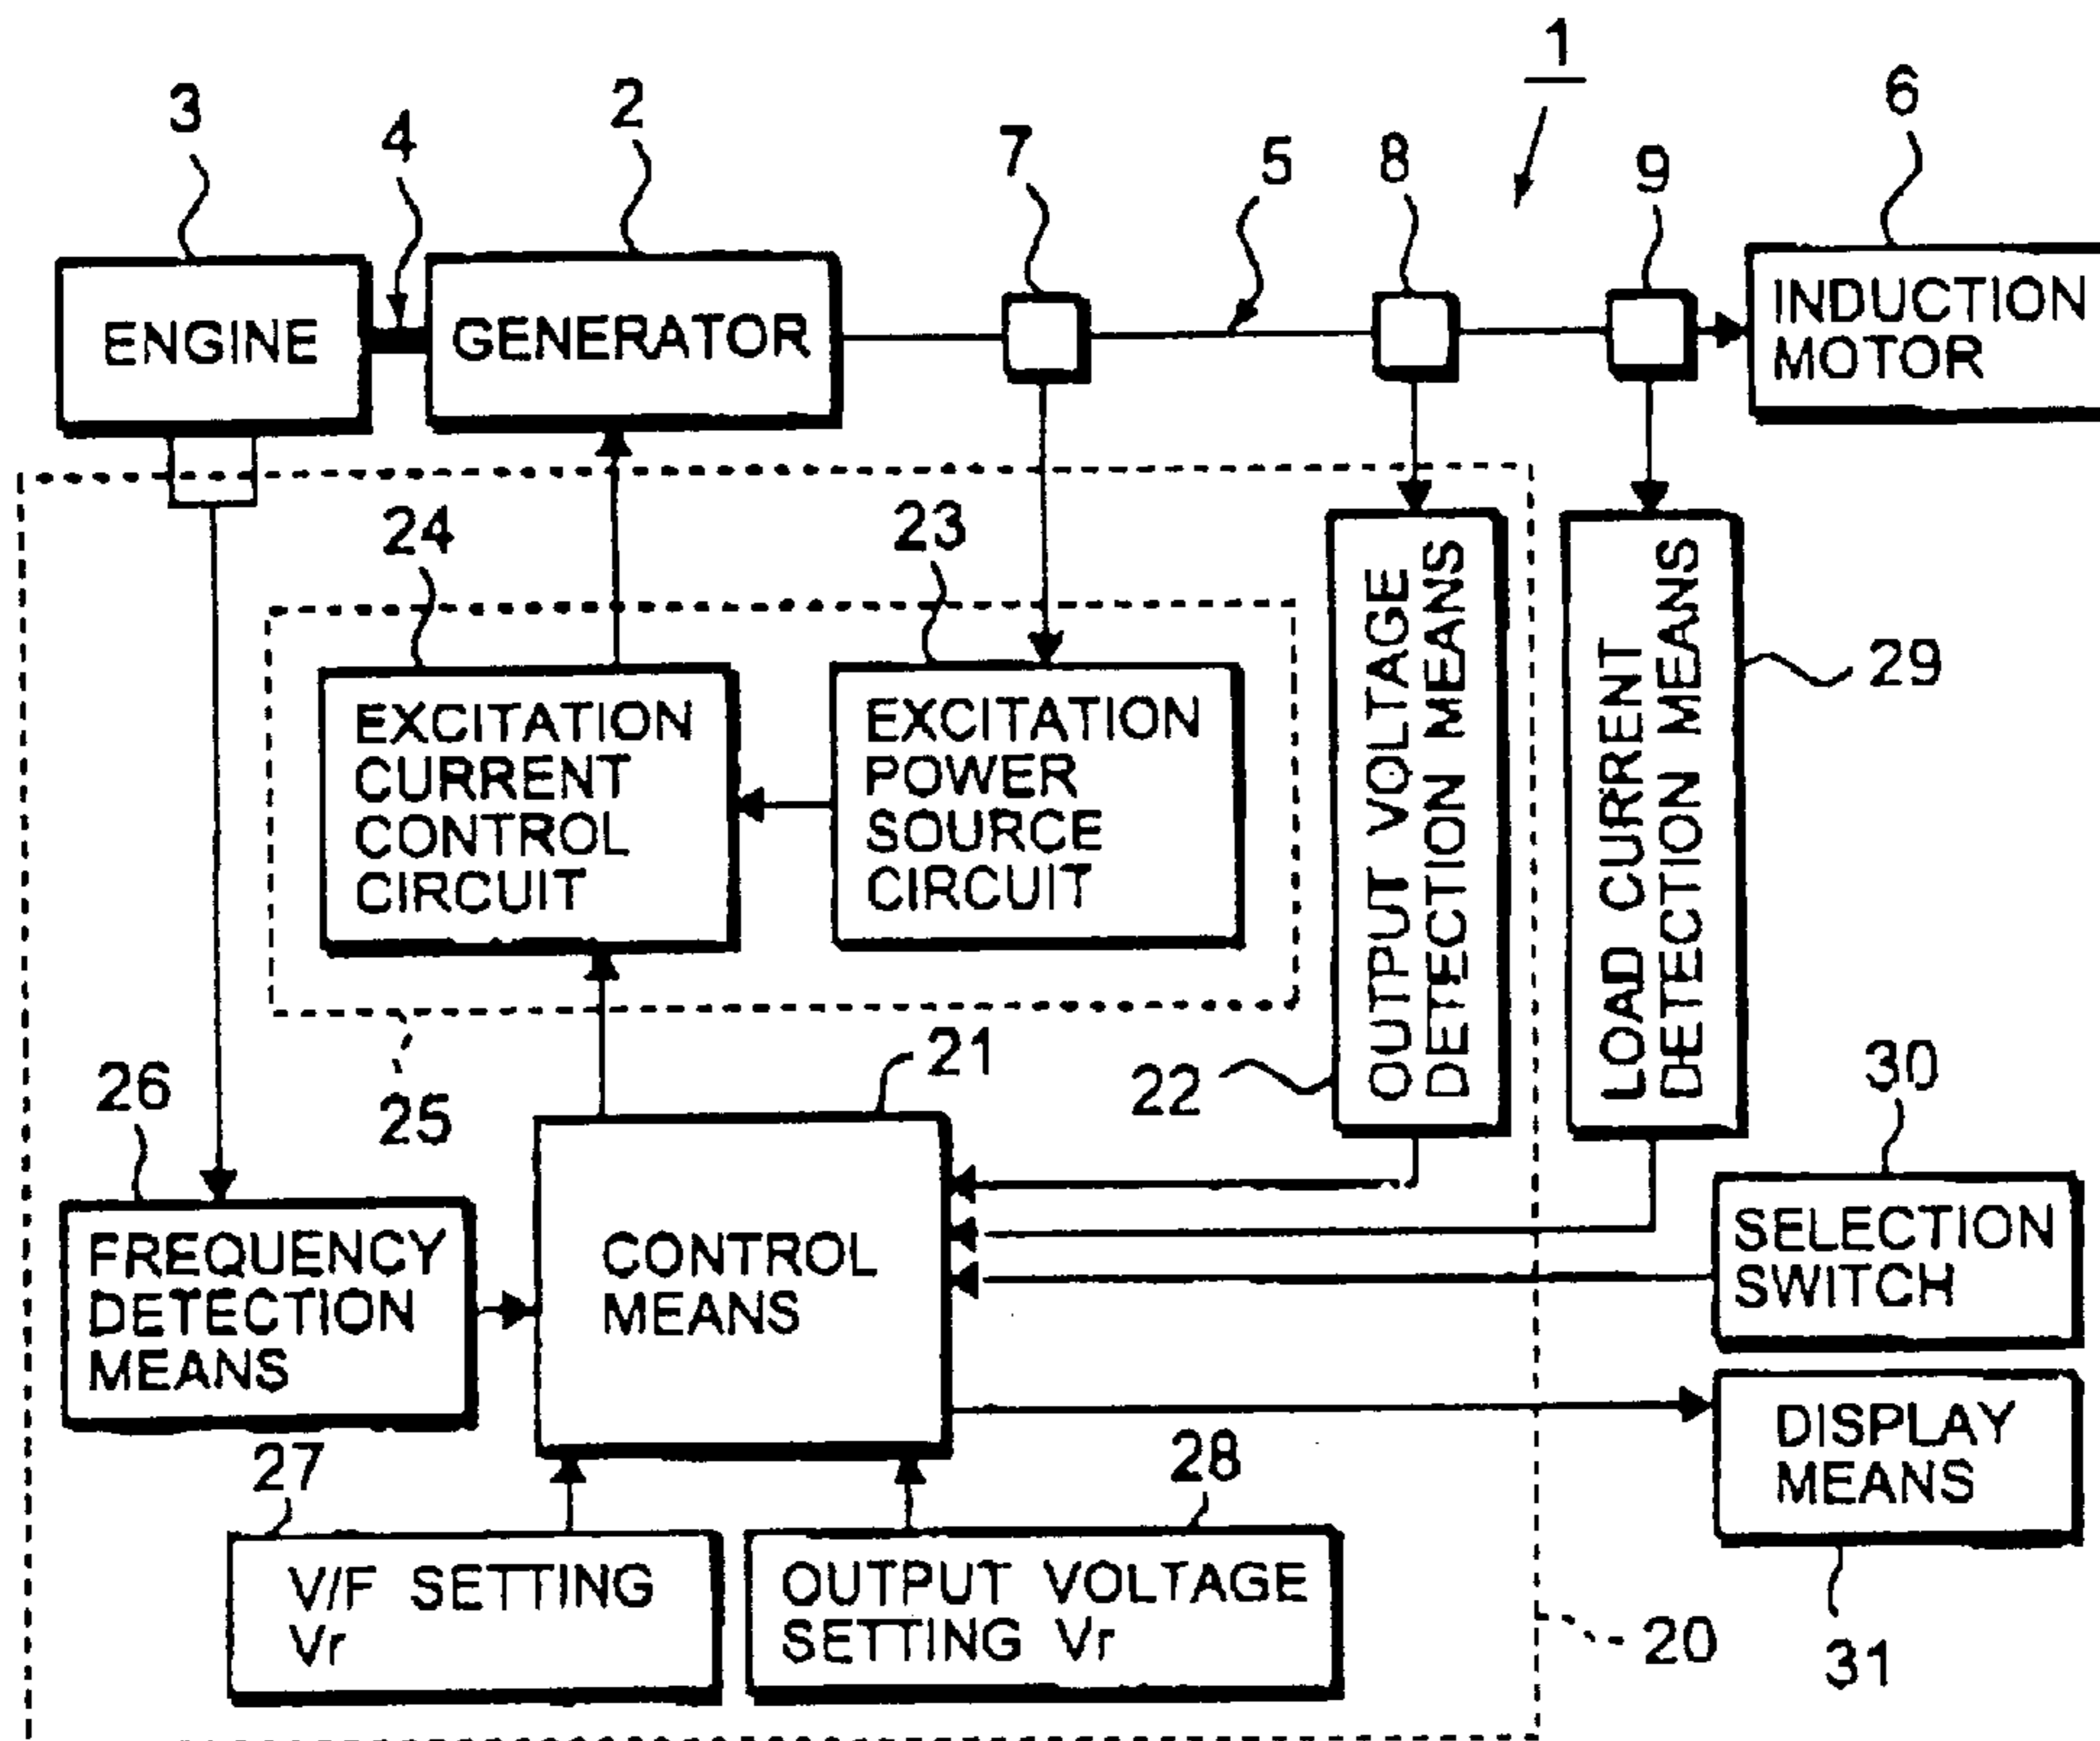 1
3
4
2
7
5
8
9
6
ENGINE
GENERATOR
INDUCTION
MOTOR
24
23
EXCITATION
CURRENT
CONTROL
CIRCUIT
EXCITATION
POWER
SOURCE
CIRCUIT
OUTPUT VOLTAGE
DETECTION MEANS
LOAD CURRENT
DETECTION MEANS
29
26
25
21
22
30
FREQUENCY
DETECTION
MEANS
CONTROL
MEANS
SELECTION
SWITCH
27
28
DISPLAY
MEANS
V/F SETTING
Vr
OUTPUT VOLTAGE
SETTING Vr
20
31